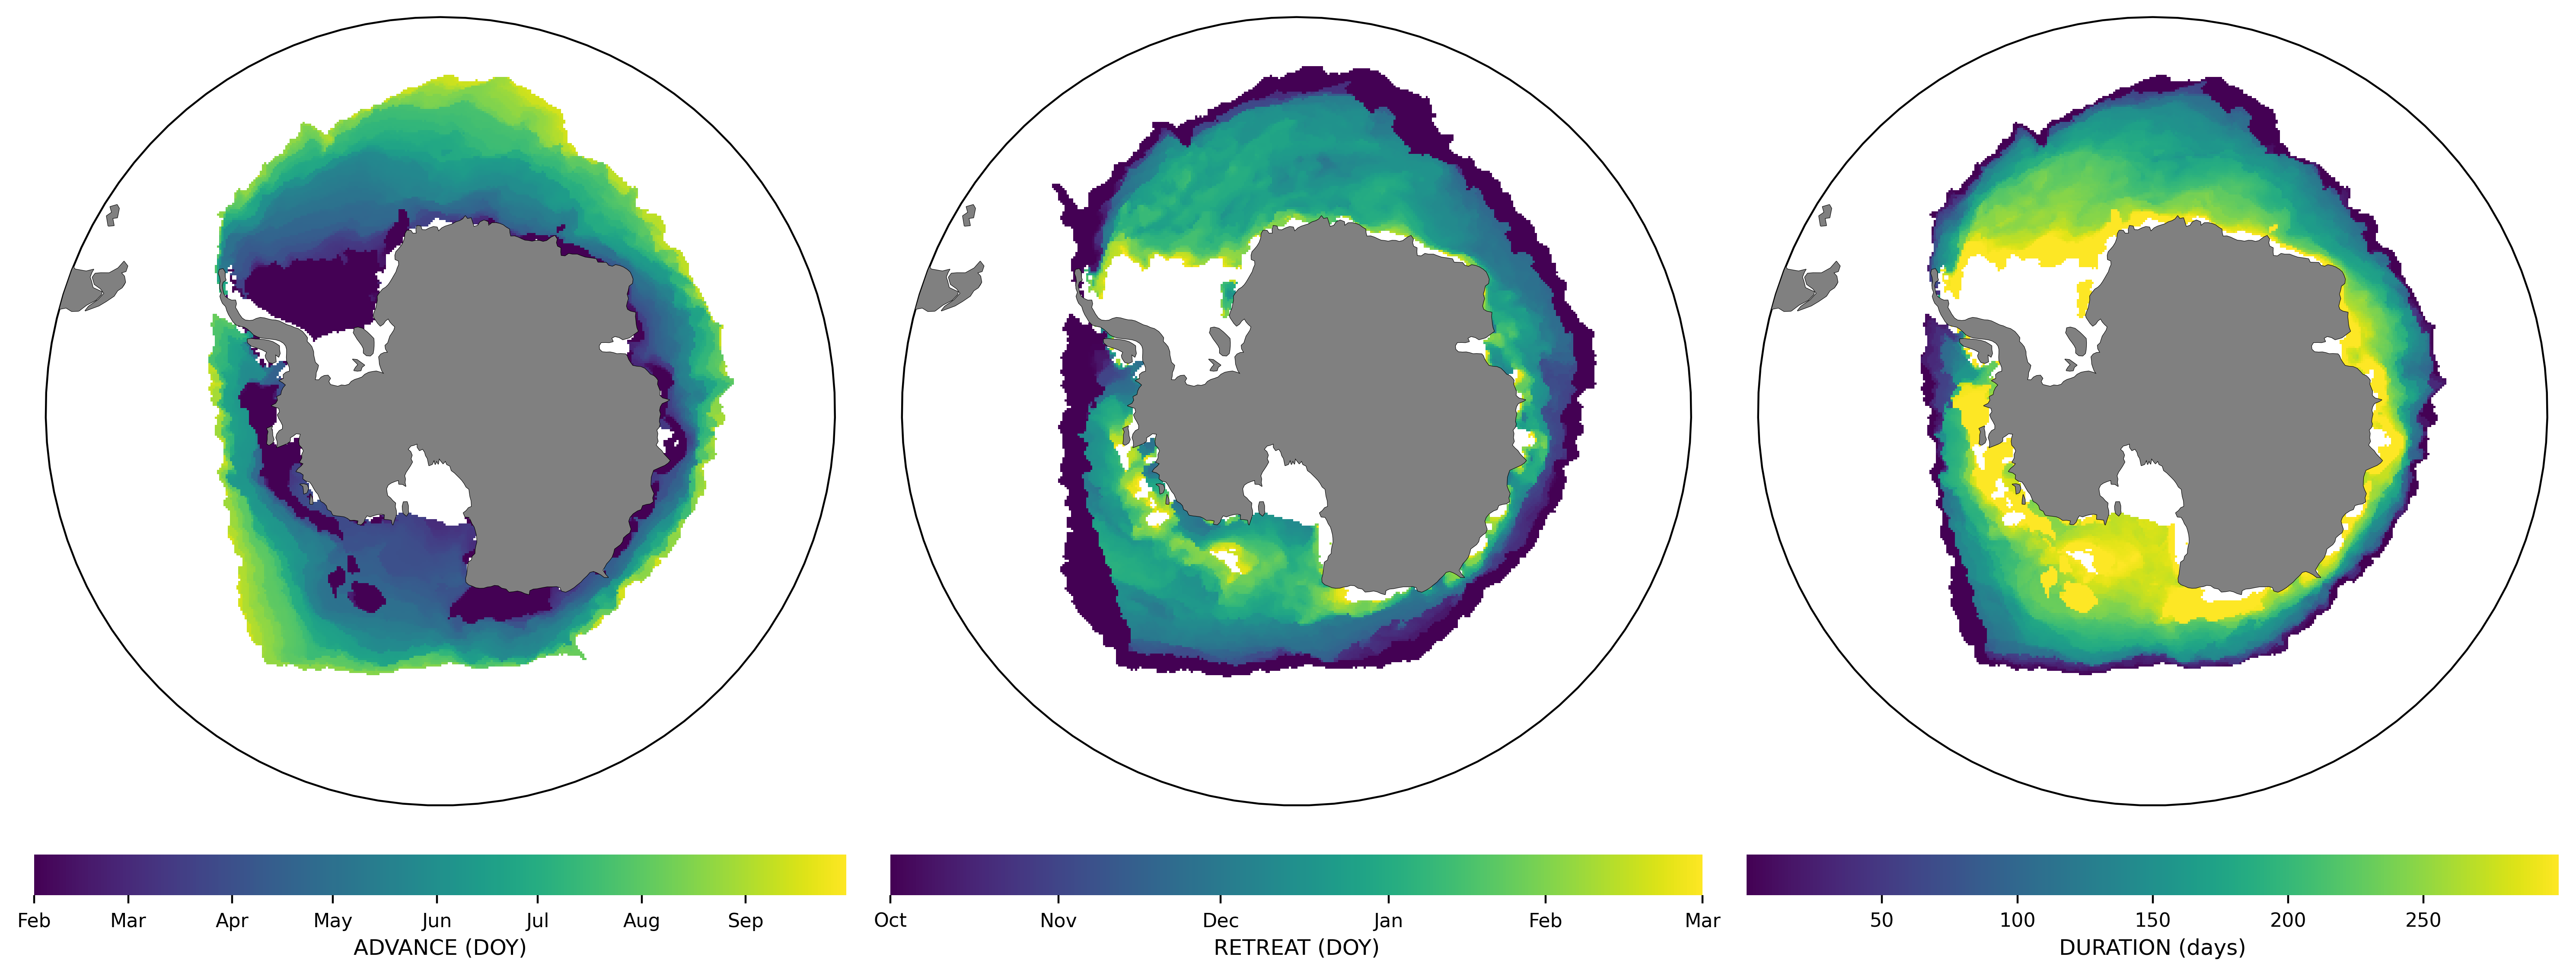 Feb Mar Apr May Jun Jul Aug Sep
ADVANCE (DOY)
Oct Nov Dec Jan Feb Mar
RETREAT (DOY)
50 100 150 200 250
DURATION (days)